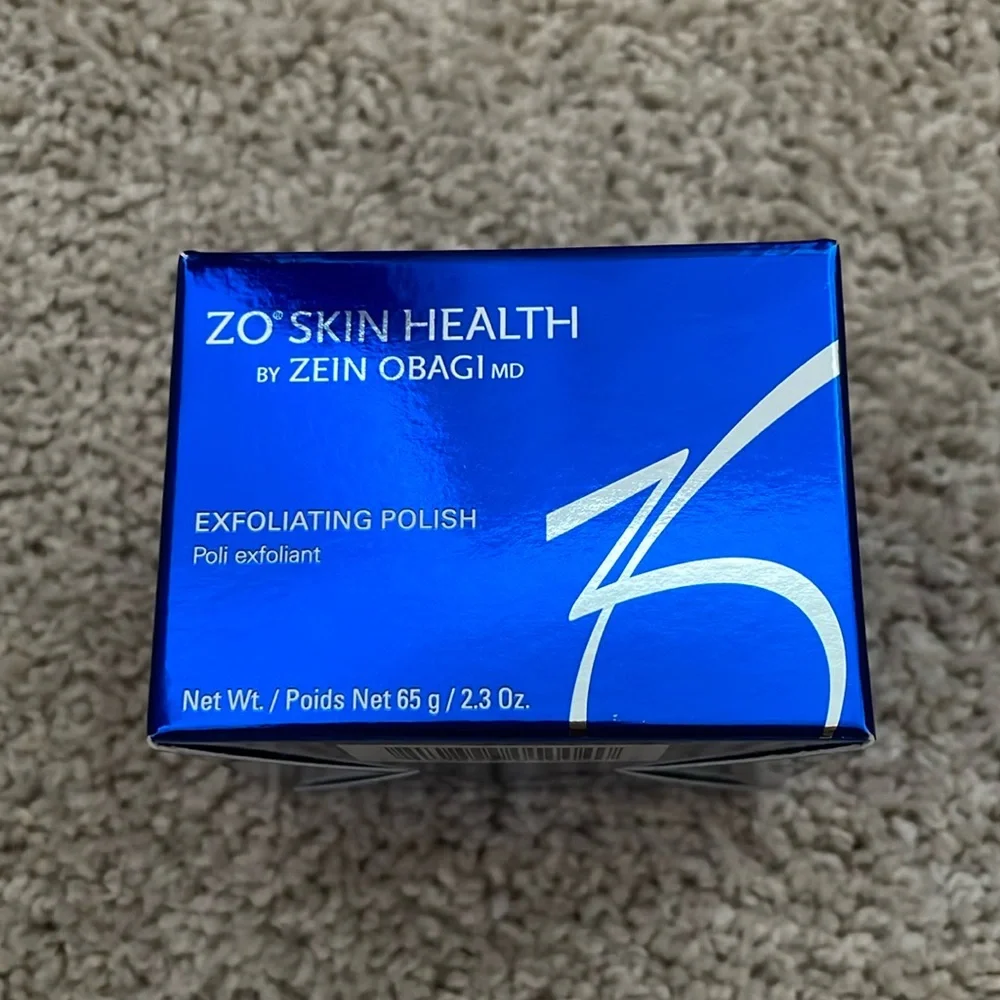 ZO® SKIN HEALTH
BY ZEIN OBAGI MD
EXFOLIATING POLISH
Poli exfoliant
Net Wt. / Poids Net 65 g / 2.3 Oz.